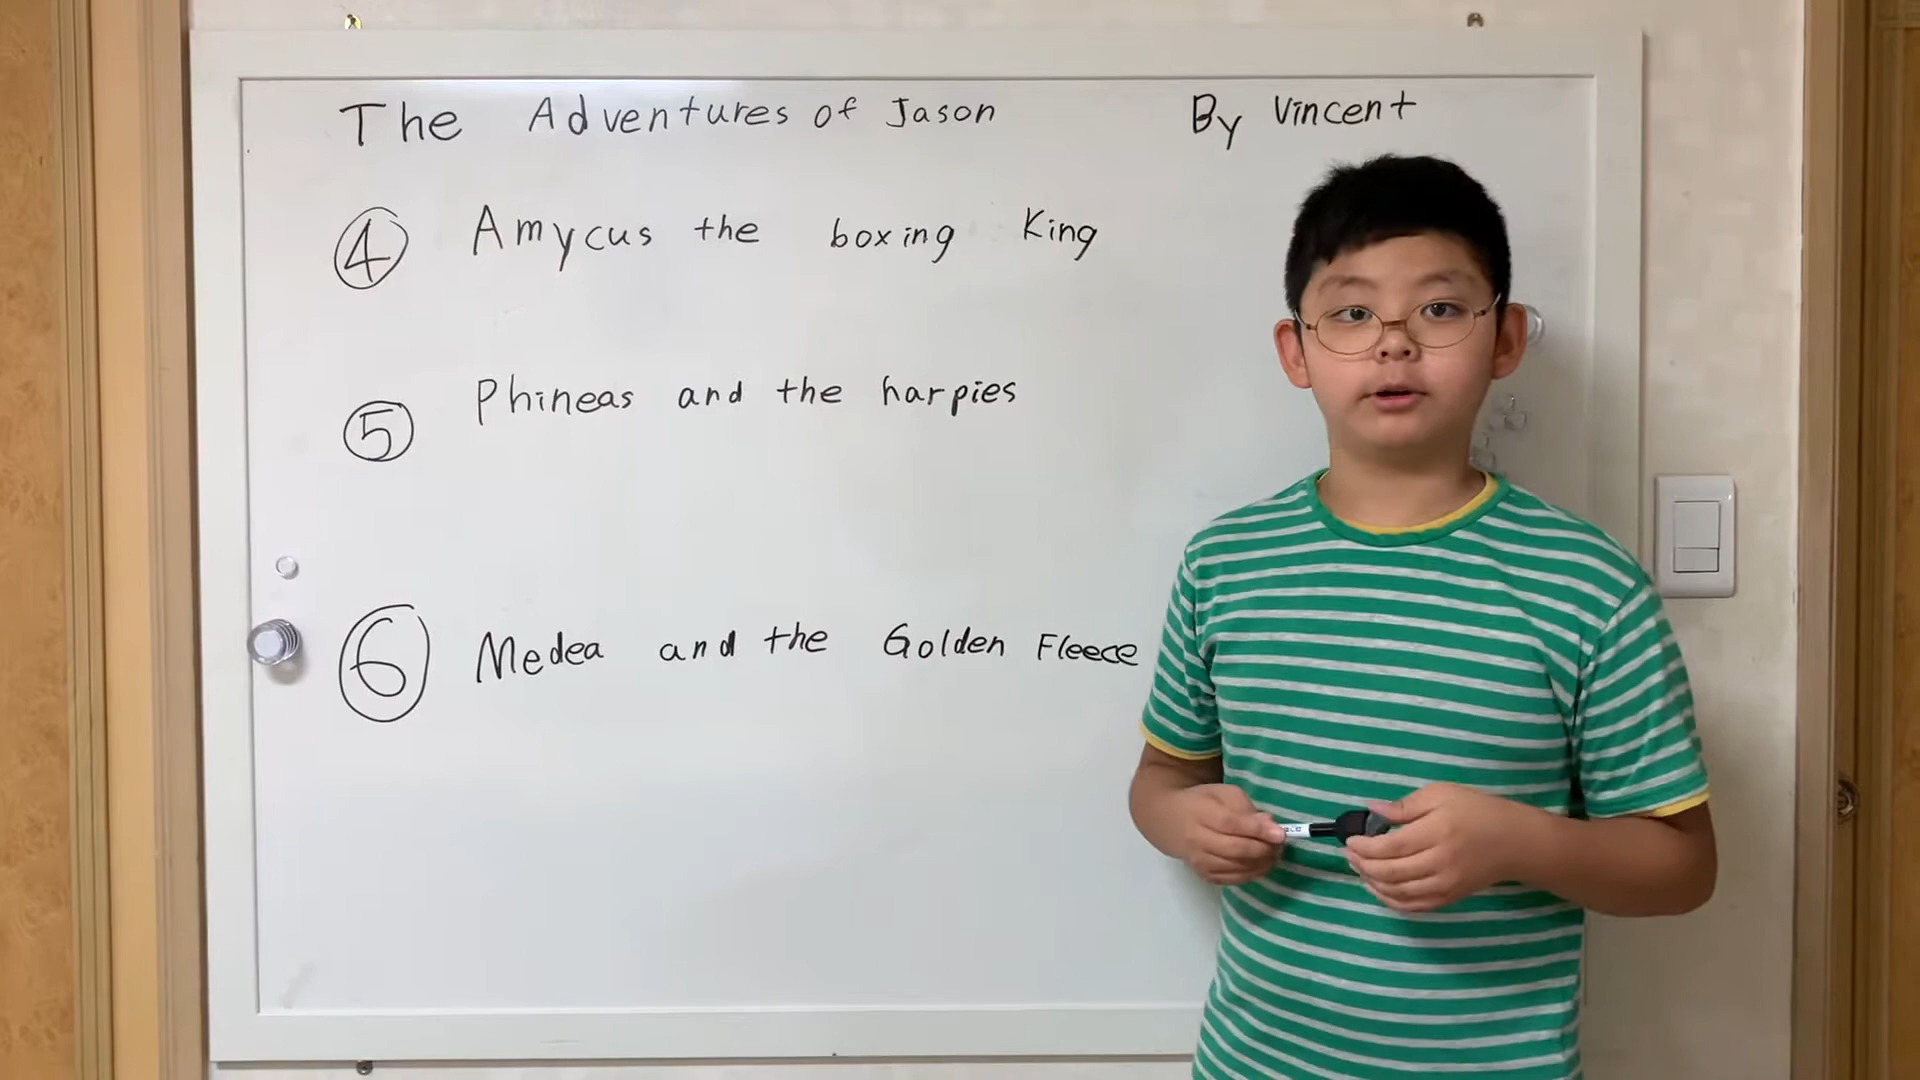 The Adventures of Jason By Vincent
④ Amycus the boxing King
⑤ Phineas and the harpies
⑥ Medea and the Golden Fleece